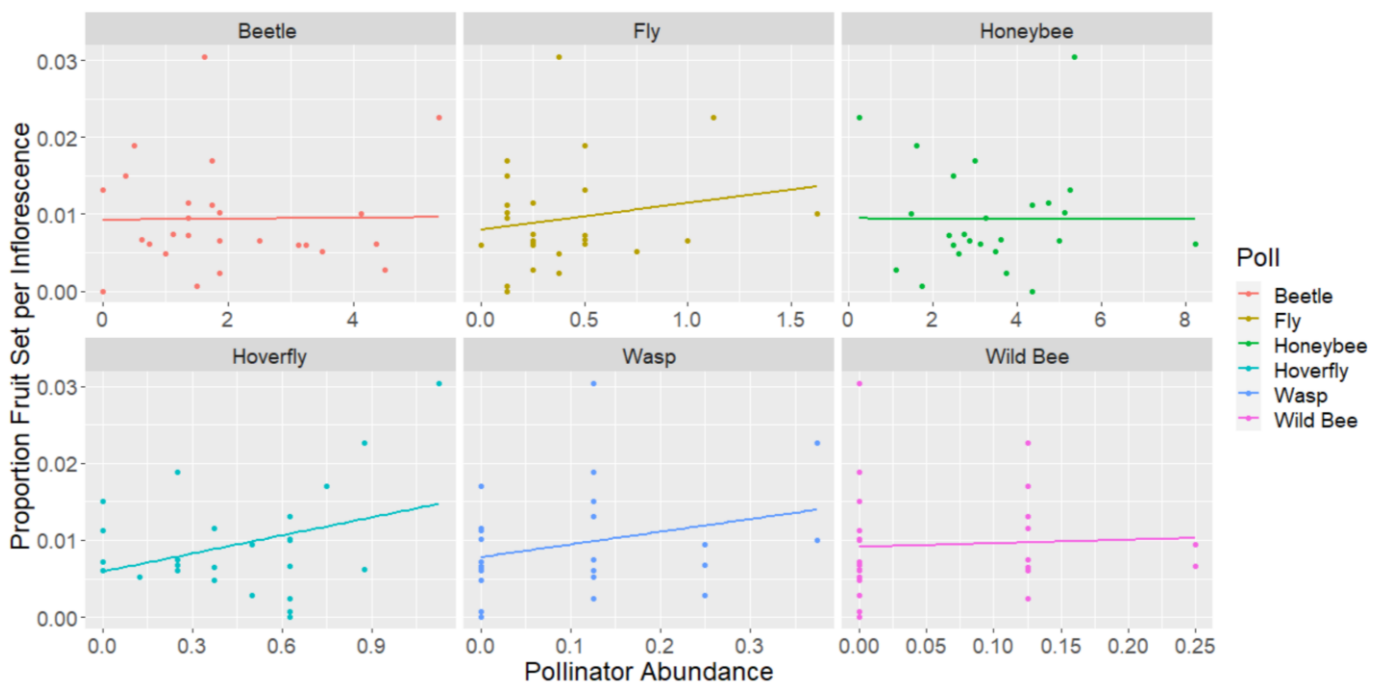 Beetle
Fly
Honeybee
Proportion Fruit Set per Inflorescence
0.03
0.02
0.01
0.00
0 2 4
0.0 0.5 1.0 1.5
0 2 4 6 8
Hoverfly
Wasp
Wild Bee
0.03
0.02
0.01
0.00
0.0 0.3 0.6 0.9
0.0 0.1 0.2 0.3
0.00 0.05 0.10 0.15 0.20 0.25
Pollinator Abundance
Poll
Beetle
Fly
Honeybee
Hoverfly
Wasp
Wild Bee